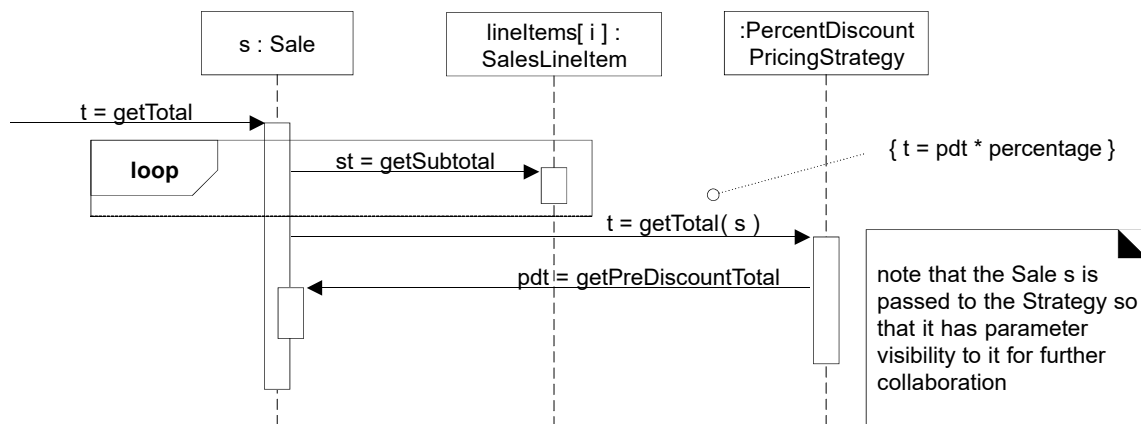 s : Sale
lineItems[ i ] :
SalesLineItem
:PercentDiscount
PricingStrategy
t = getTotal
loop
st = getSubtotal
{ t = pdt * percentage }
t = getTotal( s )
pdt = getPreDiscountTotal
note that the Sale s is
passed to the Strategy so
that it has parameter
visibility to it for further
collaboration